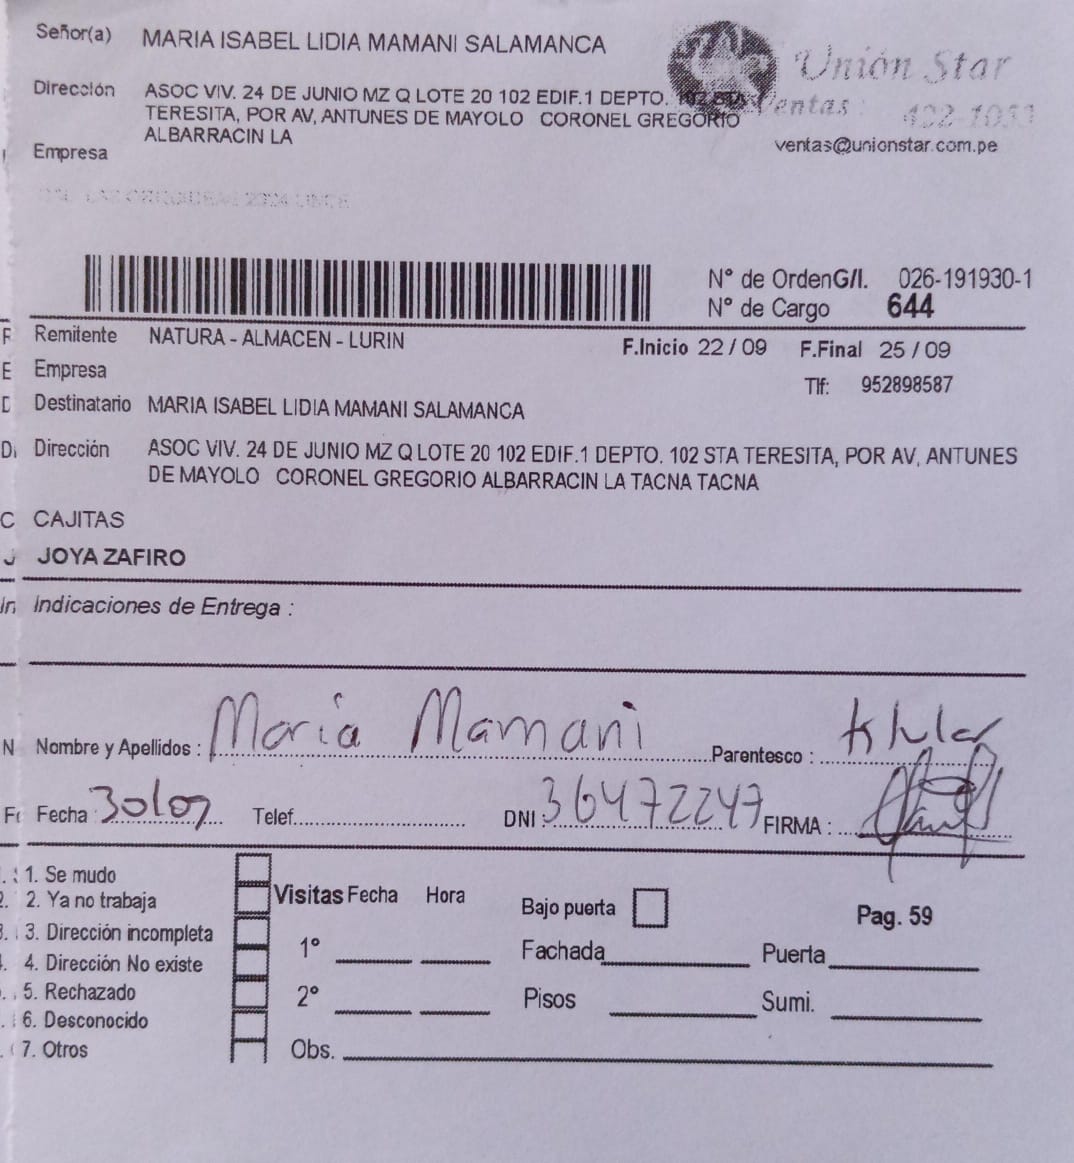 Señor(a) MARIA ISABEL LIDIA MAMANI SALAMANCA
Unión Star
Dirección ASOC VIV. 24 DE JUNIO MZ Q LOTE 20 102 EDIF.1 DEPTO. 102 STA
Ventas: 422-1053
TERESITA, POR AV, ANTUNES DE MAYOLO CORONEL GREGORIO
ALBARRACIN LA
ventas@unionstar.com.pe
Empresa
N° de OrdenG/I. 026-191930-1
N° de Cargo 644
Remitente NATURA - ALMACEN - LURIN
F.Inicio 22 / 09 F.Final 25 / 09
Empresa
Tlf: 952898587
Destinatario MARIA ISABEL LIDIA MAMANI SALAMANCA
Dirección ASOC VIV. 24 DE JUNIO MZ Q LOTE 20 102 EDIF.1 DEPTO. 102 STA TERESITA, POR AV, ANTUNES
DE MAYOLO CORONEL GREGORIO ALBARRACIN LA TACNA TACNA
CAJITAS
JOYA ZAFIRO
Indicaciones de Entrega :
Nombre y Apellidos : Maria Mamani Parentesco :
Fecha : 30/09 Telef. DNI : 36472247 FIRMA :
1. Se mudo
2. Ya no trabaja
3. Dirección incompleta
4. Dirección No existe
5. Rechazado
6. Desconocido
7. Otros
Visitas Fecha Hora
1°
2°
Obs.
Bajo puerta
Pag. 59
Fachada Puerta
Pisos Sumi.